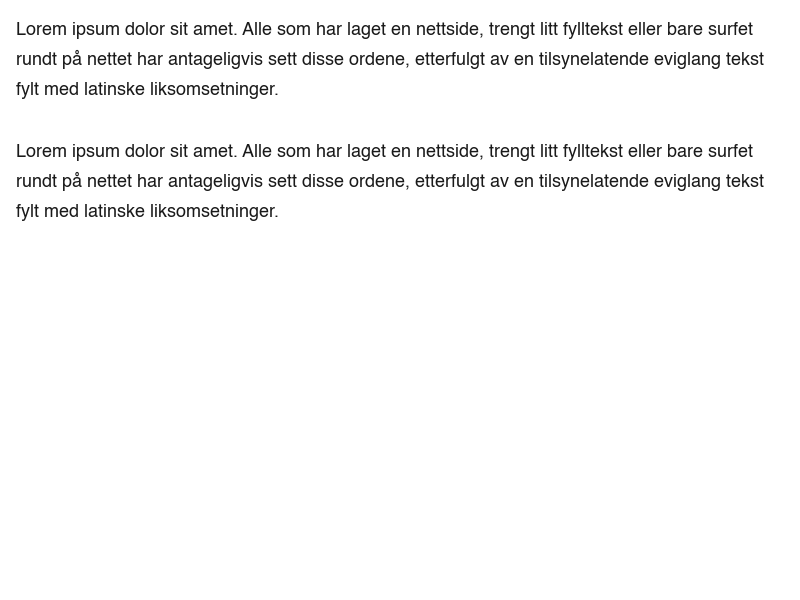 Lorem ipsum dolor sit amet. Alle som har laget en nettside, trengt litt fylltekst eller bare surfet
rundt på nettet har antageligvis sett disse ordene, etterfulgt av en tilsynelatende eviglang tekst
fylt med latinske liksomsetninger.
Lorem ipsum dolor sit amet. Alle som har laget en nettside, trengt litt fylltekst eller bare surfet
rundt på nettet har antageligvis sett disse ordene, etterfulgt av en tilsynelatende eviglang tekst
fylt med latinske liksomsetninger.